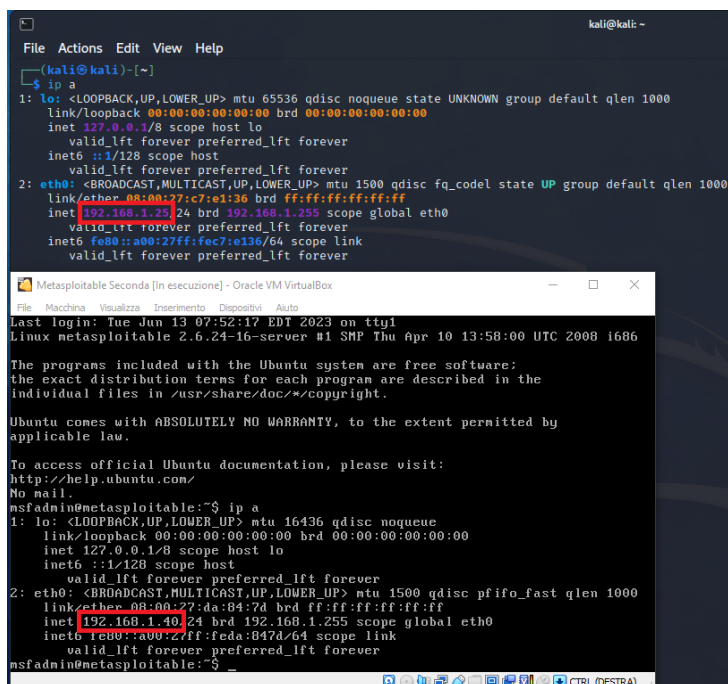 kali@kali: ~
File Actions Edit View Help
┌──(kali㉿kali)-[~]
└─$ ip a
1: lo: <LOOPBACK,UP,LOWER_UP> mtu 65536 qdisc noqueue state UNKNOWN group default qlen 1000
link/loopback 00:00:00:00:00:00 brd 00:00:00:00:00:00
inet 127.0.0.1/8 scope host lo
valid_lft forever preferred_lft forever
inet6 ::1/128 scope host
valid_lft forever preferred_lft forever
2: eth0: <BROADCAST,MULTICAST,UP,LOWER_UP> mtu 1500 qdisc fq_codel state UP group default qlen 1000
link/ether 08:00:27:c7:e1:36 brd ff:ff:ff:ff:ff:ff
inet 192.168.1.25/24 brd 192.168.1.255 scope global eth0
valid_lft forever preferred_lft forever
inet6 fe80::a00:27ff:fec7:e136/64 scope link
valid_lft forever preferred_lft forever
Metasploitable Seconda [In esecuzione] - Oracle VM VirtualBox
File Macchina Visualizza Inserimento Dispositivi Aiuto
Last login: Tue Jun 13 07:52:17 EDT 2023 on tty1
Linux metasploitable 2.6.24-16-server #1 SMP Thu Apr 10 13:58:00 UTC 2008 i686
The programs included with the Ubuntu system are free software;
the exact distribution terms for each program are described in the
individual files in /usr/share/doc/*/copyright.
Ubuntu comes with ABSOLUTELY NO WARRANTY, to the extent permitted by
applicable law.
To access official Ubuntu documentation, please visit:
http://help.ubuntu.com/
No mail.
msfadmin@metasploitable:~$ ip a
1: lo: <LOOPBACK,UP,LOWER_UP> mtu 16436 qdisc noqueue
link/loopback 00:00:00:00:00:00 brd 00:00:00:00:00:00
inet 127.0.0.1/8 scope host lo
inet6 ::1/128 scope host
valid_lft forever preferred_lft forever
2: eth0: <BROADCAST,MULTICAST,UP,LOWER_UP> mtu 1500 qdisc pfifo_fast qlen 1000
link/ether 08:00:27:da:84:7d brd ff:ff:ff:ff:ff:ff
inet 192.168.1.40/24 brd 192.168.1.255 scope global eth0
inet6 fe80::a00:27ff:feda:847d/64 scope link
valid_lft forever preferred_lft forever
msfadmin@metasploitable:~$ _
CTRL (DESTRA)